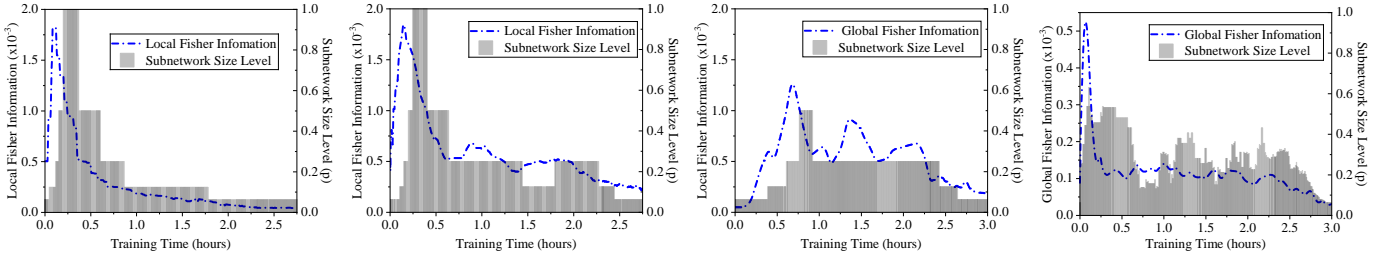 2.0
1.5
1.0
0.5
0.0
Local Fisher Information (x10⁻³)
0.0 0.5 1.0 1.5 2.0 2.5
Training Time (hours)
1.0
0.8
0.6
0.4
0.2
0.0
Subnetwork Size Level (p)
Local Fisher Infomation
Subnetwork Size Level
2.0
1.5
1.0
0.5
0.0
Local Fisher Information (x10⁻³)
0.0 0.5 1.0 1.5 2.0 2.5
Training Time (hours)
1.0
0.8
0.6
0.4
0.2
0.0
Subnetwork Size Level (p)
Local Fisher Infomation
Subnetwork Size Level
2.0
1.5
1.0
0.5
0.0
Local Fisher Information (x10⁻³)
0.0 0.5 1.0 1.5 2.0 2.5 3.0
Training Time (hours)
1.0
0.8
0.6
0.4
0.2
0.0
Subnetwork Size Level (p)
Global Fisher Infomation
Subnetwork Size Level
0.5
0.4
0.3
0.2
0.1
0.0
Global Fisher Infomation (x10⁻³)
0.0 0.5 1.0 1.5 2.0 2.5 3.0
Training Time (hours)
1.0
0.8
0.6
0.4
0.2
0.0
Subnetwork Size Level (p)
Global Fisher Infomation
Subnetwork Size Level